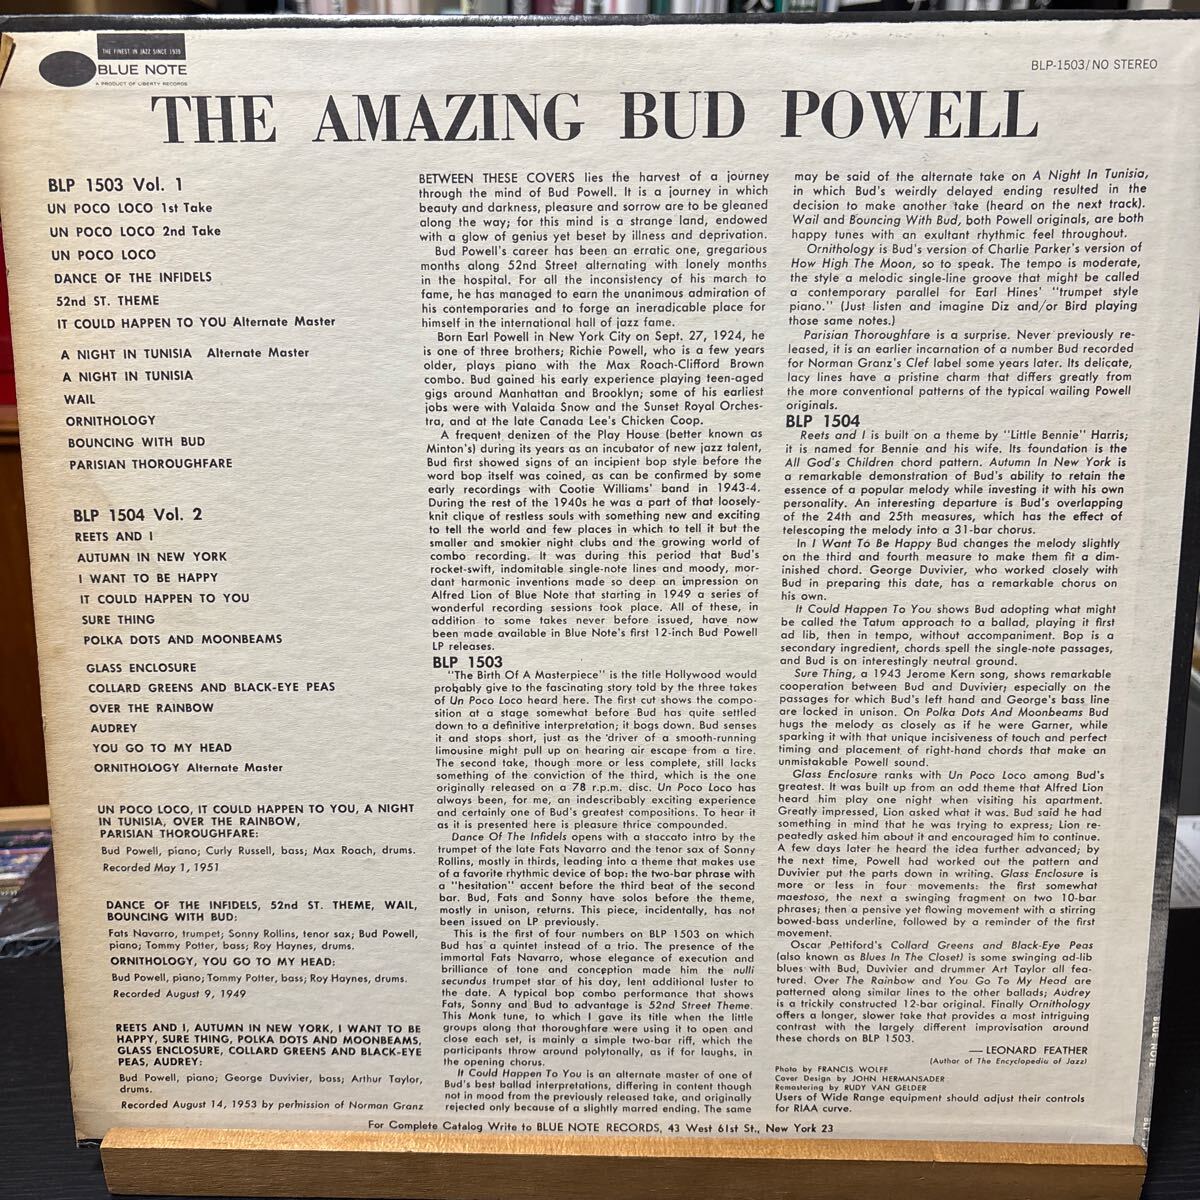 THE FINEST IN JAZZ SINCE 1939
BLUE NOTE
A PRODUCT OF LIBERTY RECORDS
BLP-1503/NO STEREO
THE AMAZING BUD POWELL
BLP 1503 Vol. 1
UN POCO LOCO 1st Take
UN POCO LOCO 2nd Take
UN POCO LOCO
DANCE OF THE INFIDELS
52nd ST. THEME
IT COULD HAPPEN TO YOU Alternate Master
A NIGHT IN TUNISIA Alternate Master
A NIGHT IN TUNISIA
WAIL
ORNITHOLOGY
BOUNCING WITH BUD
PARISIAN THOROUGHFARE
BLP 1504 Vol. 2
REETS AND I
AUTUMN IN NEW YORK
I WANT TO BE HAPPY
IT COULD HAPPEN TO YOU
SURE THING
POLKA DOTS AND MOONBEAMS
GLASS ENCLOSURE
COLLARD GREENS AND BLACK-EYE PEAS
OVER THE RAINBOW
AUDREY
YOU GO TO MY HEAD
ORNITHOLOGY Alternate Master
UN POCO LOCO, IT COULD HAPPEN TO YOU, A NIGHT
IN TUNISIA, OVER THE RAINBOW,
PARISIAN THOROUGHFARE:
Bud Powell, piano; Curly Russell, bass; Max Roach, drums.
Recorded May 1, 1951
DANCE OF THE INFIDELS, 52nd ST. THEME, WAIL,
BOUNCING WITH BUD:
Fats Navarro, trumpet; Sonny Rollins, tenor sax; Bud Powell,
piano; Tommy Potter, bass; Roy Haynes, drums.
ORNITHOLOGY, YOU GO TO MY HEAD:
Bud Powell, piano; Tommy Potter, bass; Roy Haynes, drums.
Recorded August 9, 1949
REETS AND I, AUTUMN IN NEW YORK, I WANT TO BE
HAPPY, SURE THING, POLKA DOTS AND MOONBEAMS,
GLASS ENCLOSURE, COLLARD GREENS AND BLACK-EYE
PEAS, AUDREY:
Bud Powell, piano; George Duvivier, bass; Arthur Taylor,
drums.
Recorded August 14, 1953 by permission of Norman Granz
BETWEEN THESE COVERS lies the harvest of a journey
through the mind of Bud Powell. It is a journey in which
beauty and darkness, pleasure and sorrow are to be gleaned
along the way; for this mind is a strange land, endowed
with a glow of genius yet beset by illness and deprivation.
Bud Powell's career has been an erratic one, gregarious
months along 52nd Street alternating with lonely months
in the hospital. For all the inconsistency of his march to
fame, he has managed to earn the unanimous admiration of
his contemporaries and to forge an ineradicable place for
himself in the international hall of jazz fame.
Born Earl Powell in New York City on Sept. 27, 1924, he
is one of three brothers; Richie Powell, who is a few years
older, plays piano with the Max Roach-Clifford Brown
combo. Bud gained his early experience playing teen-aged
gigs around Manhattan and Brooklyn; some of his earliest
jobs were with Valaida Snow and the Sunset Royal Orches-
tra, and at the late Canada Lee's Chicken Coop.
A frequent denizen of the Play House (better known as
Minton's) during its years as an incubator of new jazz talent,
Bud first showed signs of an incipient bop style before the
word bop itself was coined, as can be confirmed by some
early recordings with Cootie Williams' band in 1943-4.
During the rest of the 1940s he was a part of that loosely-
knit clique of restless souls with something new and exciting
to tell the world and few places in which to tell it but the
smaller and smokier night clubs and the growing world of
combo recording. It was during this period that Bud's
rocket-swift, indomitable single-note lines and moody, mor-
dant harmonic inventions made so deep an impression on
Alfred Lion of Blue Note that starting in 1949 a series of
wonderful recording sessions took place. All of these, in
addition to some takes never before issued, have now
been made available in Blue Note's first 12-inch Bud Powell
LP releases.
BLP 1503
"The Birth Of A Masterpiece" is the title Hollywood would
probably give to the fascinating story told by the three takes
of Un Poco Loco heard here. The first cut shows the compo-
sition at a stage somewhat before Bud has quite settled
down to a definitive interpretation; it bogs down. Bud senses
it and stops short, just as the driver of a smooth-running
limousine might pull up on hearing air escape from a tire.
The second take, though more or less complete, still lacks
something of the conviction of the third, which is the one
originally released on a 78 r.p.m. disc. Un Poco Loco has
always been, for me, an indescribably exciting experience
and certainly one of Bud's greatest compositions. To hear it
as it is presented here is pleasure thrice compounded.
Dance Of The Infidels opens with a staccato intro by the
trumpet of the late Fats Navarro and the tenor sax of Sonny
Rollins, mostly in thirds, leading into a theme that makes use
of a favorite rhythmic device of bop: the two-bar phrase with
a "hesitation" accent before the third beat of the second
bar. Bud, Fats and Sonny have solos before the theme,
mostly in unison, returns. This piece, incidentally, has not
been issued on LP previously.
This is the first of four numbers on BLP 1503 on which
Bud has a quintet instead of a trio. The presence of the
immortal Fats Navarro, whose elegance of execution and
brilliance of tone and conception made him the nulli
secundus trumpet star of his day, lent additional luster to
the date. A typical bop combo performance that shows
Fats, Sonny and Bud to advantage is 52nd Street Theme.
This Monk tune, to which I gave its title when the little
groups along that thoroughfare were using it to open and
close each set, is mainly a simple two-bar riff, which the
participants throw around polytonally, as if for laughs, in
the opening chorus.
It Could Happen To You is an alternate master of one of
Bud's best ballad interpretations, differing in content though
not in mood from the previously released take, and originally
rejected only because of a slightly marred ending. The same
may be said of the alternate take on A Night In Tunisia,
in which Bud's weirdly delayed ending resulted in the
decision to make another take (heard on the next track).
Wail and Bouncing With Bud, both Powell originals, are both
happy tunes with an exultant rhythmic feel throughout.
Ornithology is Bud's version of Charlie Parker's version of
How High The Moon, so to speak. The tempo is moderate,
the style a melodic single-line groove that might be called
a contemporary parallel for Earl Hines' "trumpet style
piano." (Just listen and imagine Diz and/or Bird playing
those same notes.)
Parisian Thoroughfare is a surprise. Never previously re-
leased, it is an earlier incarnation of a number Bud recorded
for Norman Granz's Clef label some years later. Its delicate,
lacy lines have a pristine charm that differs greatly from
the more conventional patterns of the typical wailing Powell
originals.
BLP 1504
Reets and I is built on a theme by "Little Bennie" Harris;
it is named for Bennie and his wife. Its foundation is the
All God's Children chord pattern. Autumn In New York is
a remarkable demonstration of Bud's ability to retain the
essence of a popular melody while investing it with his own
personality. An interesting departure is Bud's overlapping
of the 24th and 25th measures, which has the effect of
telescoping the melody into a 31-bar chorus.
In I Want To Be Happy Bud changes the melody slightly
on the third and fourth measure to make them fit a dim-
inished chord. George Duvivier, who worked closely with
Bud in preparing this date, has a remarkable chorus on
his own.
It Could Happen To You shows Bud adopting what might
be called the Tatum approach to a ballad, playing it first
ad lib, then in tempo, without accompaniment. Bop is a
secondary ingredient, chords spell the single-note passages,
and Bud is on interestingly neutral ground.
Sure Thing, a 1943 Jerome Kern song, shows remarkable
cooperation between Bud and Duvivier; especially on the
passages for which Bud's left hand and George's bass line
are locked in unison. On Polka Dots And Moonbeams Bud
hugs the melody as closely as if he were Garner, while
sparking it with that unique incisiveness of touch and perfect
timing and placement of right-hand chords that make an
unmistakable Powell sound.
Glass Enclosure ranks with Un Poco Loco among Bud's
greatest. It was built up from an odd theme that Alfred Lion
heard him play one night when visiting his apartment.
Greatly impressed, Lion asked what it was. Bud said he had
something in mind that he was trying to express; Lion re-
peatedly asked him about it and encouraged him to continue.
A few days later he heard the idea further advanced; by
the next time, Powell had worked out the pattern and
Duvivier put the parts down in writing. Glass Enclosure is
more or less in four movements: the first somewhat
maestoso, the next a swinging fragment on two 10-bar
phrases; then a pensive yet flowing movement with a stirring
bowed-bass underline, followed by a reminder of the first
movement.
Oscar Pettiford's Collard Greens and Black-Eye Peas
(also known as Blues In The Closet) is some swinging ad-lib
blues with Bud, Duvivier and drummer Art Taylor all fea-
tured. Over The Rainbow and You Go To My Head are
patterned along similar lines to the other ballads; Audrey
is a trickily constructed 12-bar original. Finally Ornithology
offers a longer, slower take that provides a most intriguing
contrast with the largely different improvisation around
these chords on BLP 1503.
— LEONARD FEATHER
(Author of The Encyclopedia of Jazz)
Photo by FRANCIS WOLFF
Cover Design by JOHN HERMANSADER
Remastering by RUDY VAN GELDER
Users of Wide Range equipment should adjust their controls
for RIAA curve.
For Complete Catalog Write to BLUE NOTE RECORDS, 43 West 61st St., New York 23
BLUE NOTE